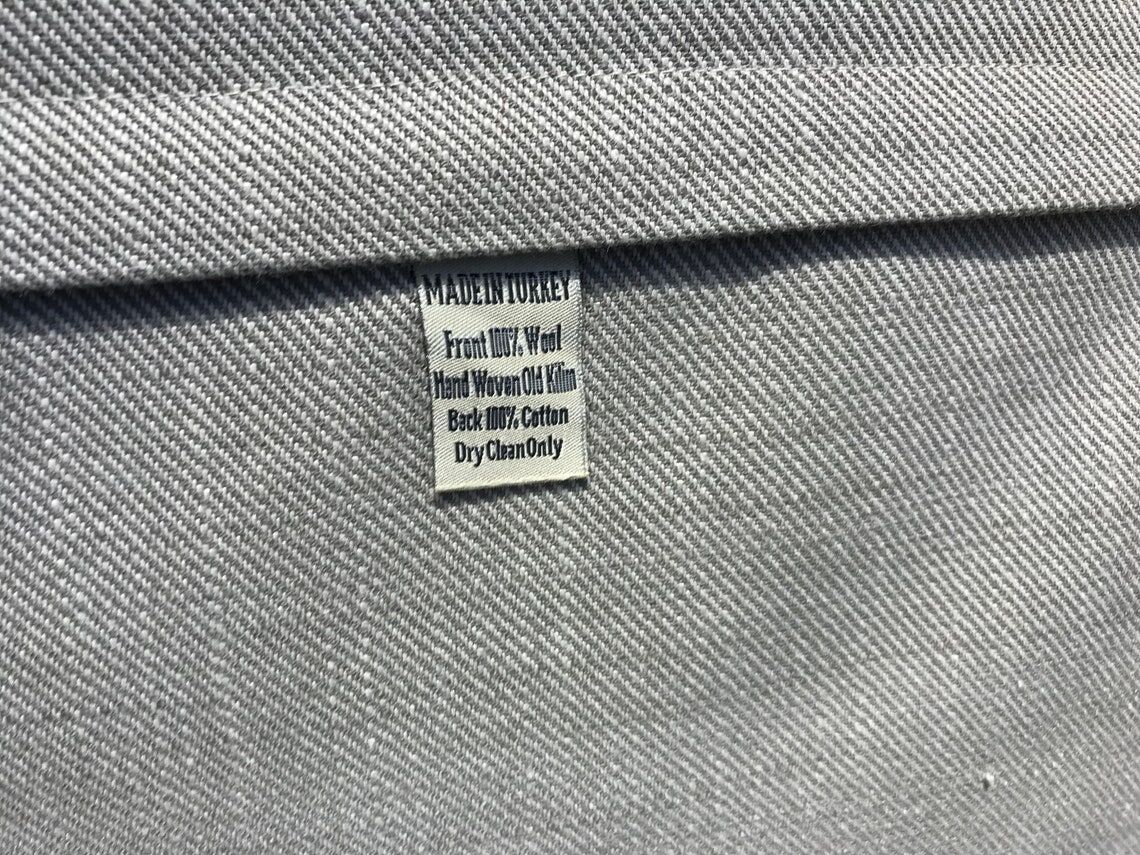 MADE IN TURKEY
Front 100% Wool
Hand Woven Old Kilim
Back 100% Cotton
Dry Clean Only